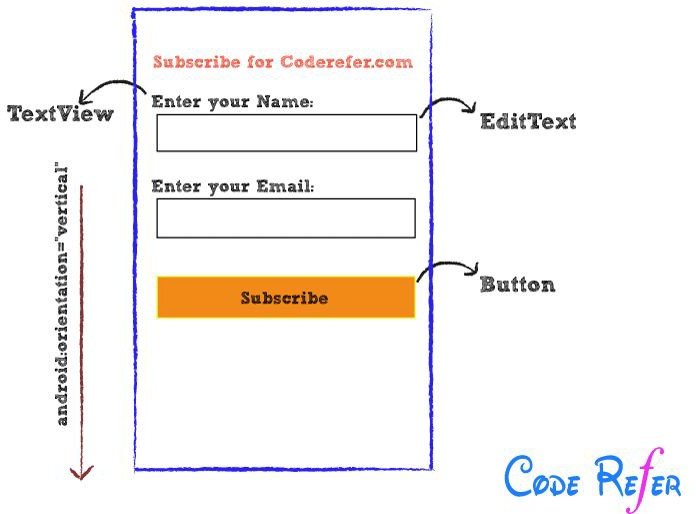 Subscribe for Coderefer.com
Enter your Name:
TextView
EditText
Enter your Email:
android:orientation="vertical"
Button
Subscribe
Code Refer